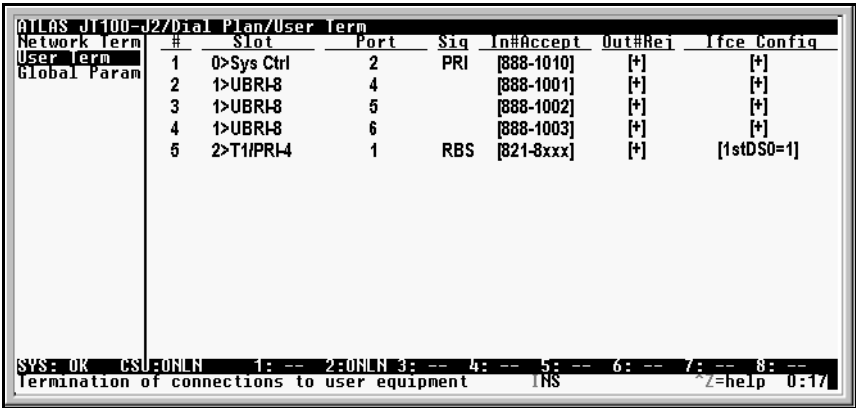 ATLAS JT100-J2/Dial Plan/User Term
Network Term # Slot Port Sig In#Accept Out#Rej Ifce Config
User Term 1 0>Sys Ctrl 2 PRI [888-1010] [+] [+]
Global Param 2 1>UBRI-8 4 [888-1001] [+] [+]
3 1>UBRI-8 5 [888-1002] [+] [+]
4 1>UBRI-8 6 [888-1003] [+] [+]
5 2>T1/PRI-4 1 RBS [821-8xxx] [+] [1stDS0=1]
SYS: OK CSU:ONLN 1: -- 2:ONLN 3: -- 4: -- 5: -- 6: -- 7: -- 8: --
Termination of connections to user equipment INS ^Z=help 0:17